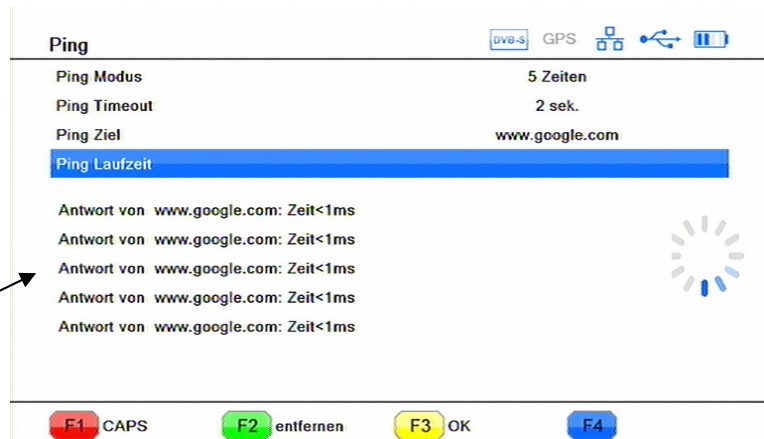 Ping DVB-S GPS
Ping Modus 5 Zeiten
Ping Timeout 2 sek.
Ping Ziel www.google.com
Ping Laufzeit
Antwort von www.google.com: Zeit<1ms
Antwort von www.google.com: Zeit<1ms
Antwort von www.google.com: Zeit<1ms
Antwort von www.google.com: Zeit<1ms
Antwort von www.google.com: Zeit<1ms
F1 CAPS F2 entfernen F3 OK F4